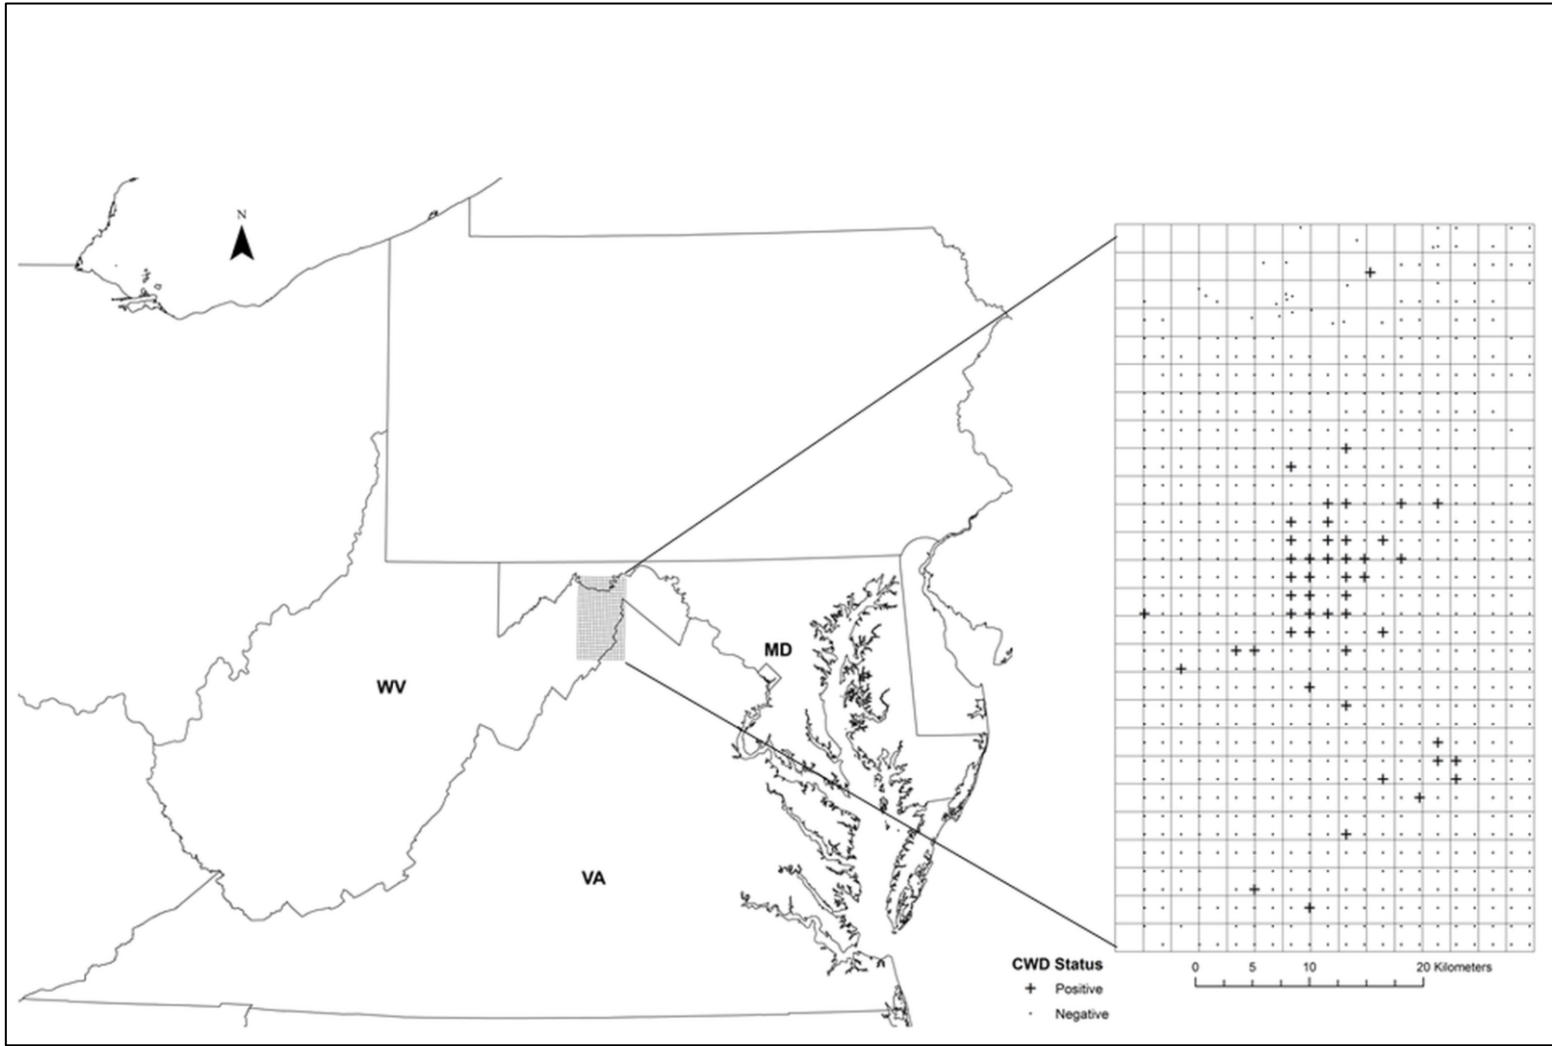 N
MD
WV
VA
CWD Status
+ Positive
· Negative
0 5 10 20 Kilometers